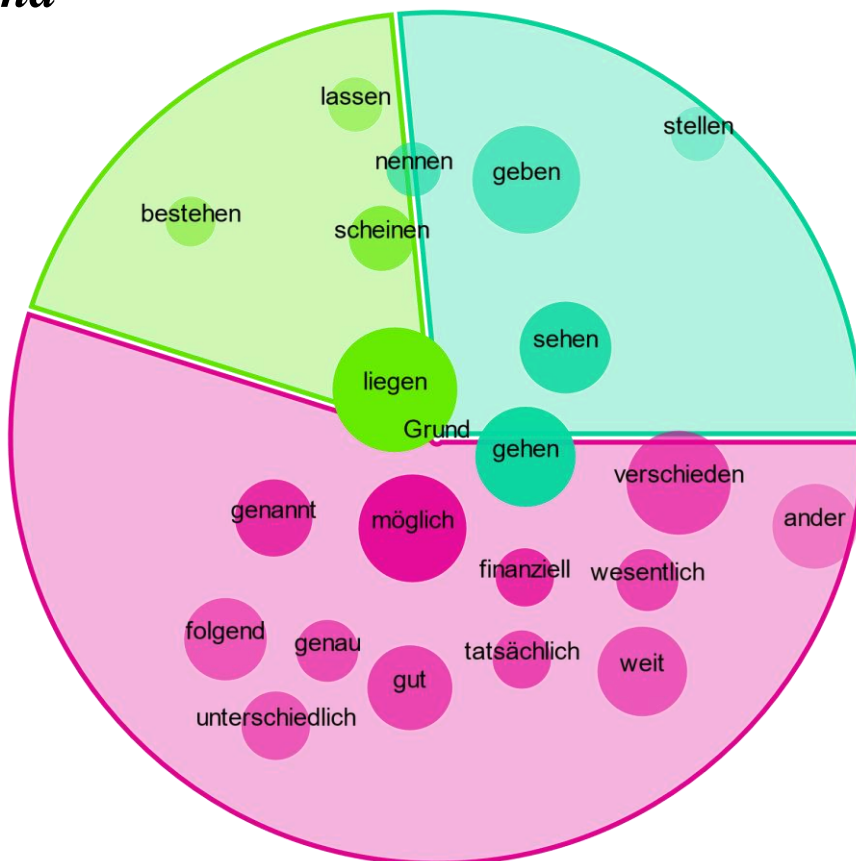 lassen
stellen
nennen
geben
bestehen
scheinen
sehen
liegen
Grund
gehen
verschieden
genannt
möglich
ander
finanziell
wesentlich
folgend
genau
tatsächlich
weit
gut
unterschiedlich